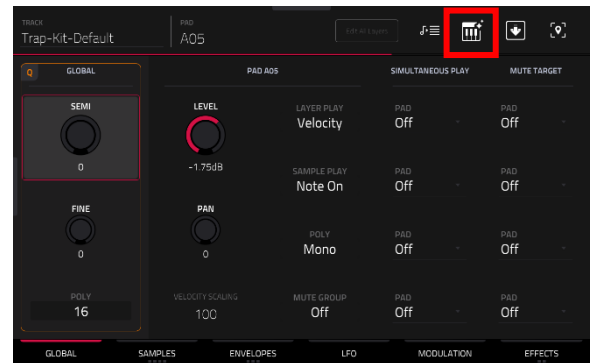 TRACK
Trap-Kit-Default
PAD
A05
Edit All Layers
Q
GLOBAL
PAD A05
SIMULTANEOUS PLAY
MUTE TARGET
SEMI
0
LEVEL
-1.75dB
LAYER PLAY
Velocity
PAD
Off
PAD
Off
SAMPLE PLAY
Note On
PAD
Off
PAD
Off
FINE
0
PAN
0
POLY
Mono
PAD
Off
PAD
Off
POLY
16
VELOCITY SCALING
100
MUTE GROUP
Off
PAD
Off
PAD
Off
GLOBAL
SAMPLES
ENVELOPES
LFO
MODULATION
EFFECTS